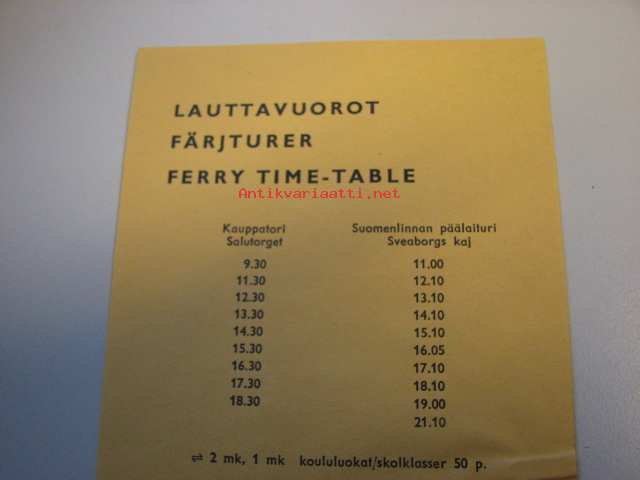 LAUTTAVUOROT
FÄRJTURER
FERRY TIME-TABLE
Antikvariaatti.net
Kauppatori Suomenlinnan päälaituri
Salutorget Sveaborgs kaj
9.30 11.00
11.30 12.10
12.30 13.10
13.30 14.10
14.30 15.10
15.30 16.05
16.30 17.10
17.30 18.10
18.30 19.00
21.10
⇌ 2 mk, 1 mk koululuokat/skolklasser 50 p.